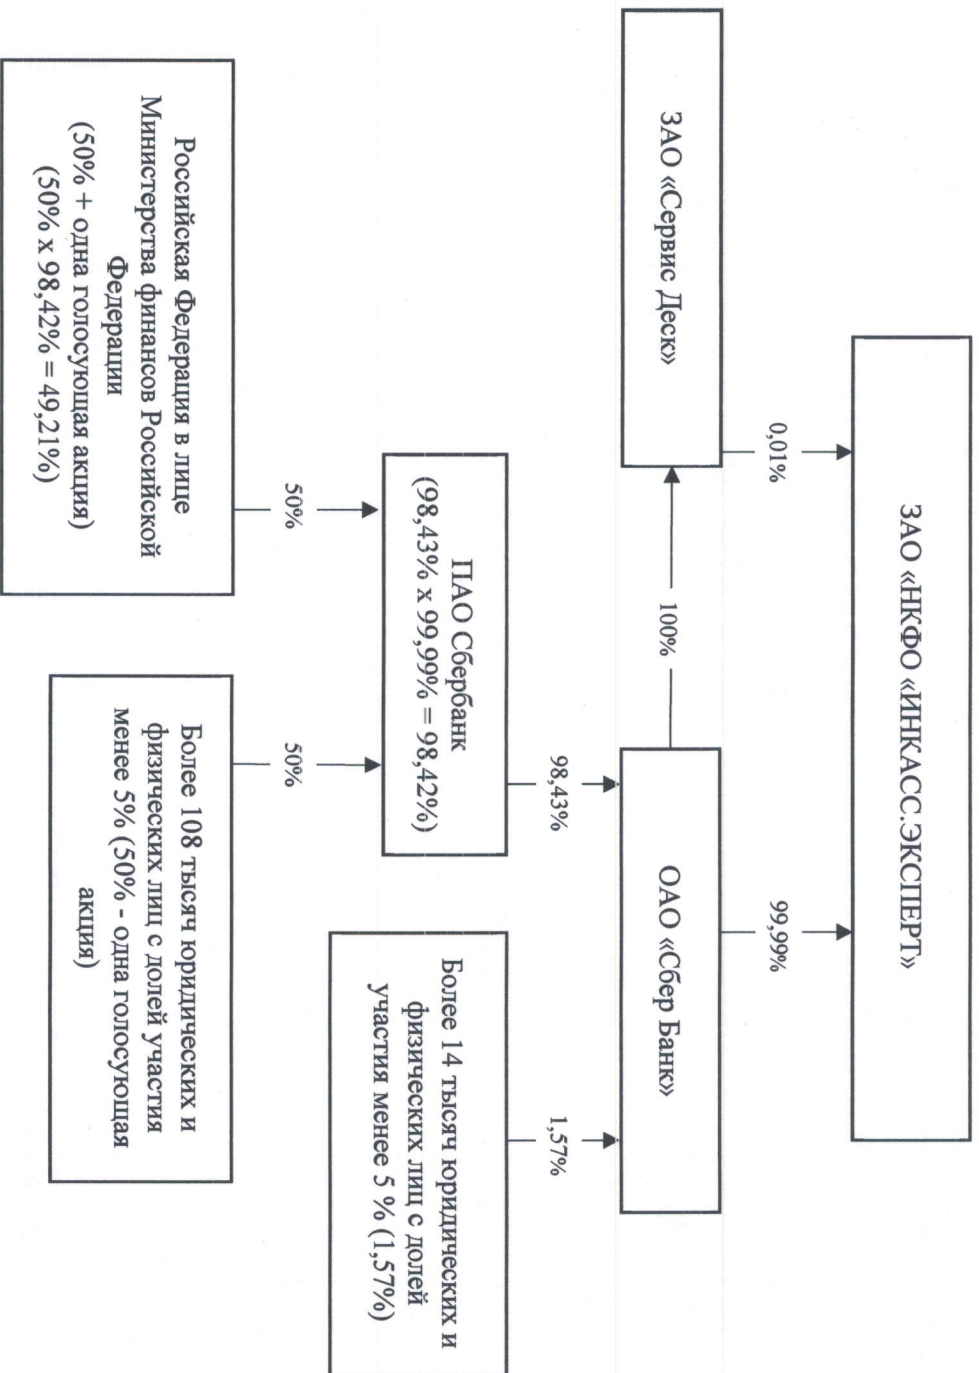 ЗАО «НКФО «ИНКАСС.ЭКСПЕРТ»
0,01%
99,99%
ЗАО «Сервис Деск»
100%
ОАО «Сбер Банк»
98,43%
1,57%
ПАО Сбербанк
(98,43% х 99,99% = 98,42%)
Более 14 тысяч юридических и
физических лиц с долей
участия менее 5 % (1,57%)
50%
50%
Российская Федерация в лице
Министерства финансов Российской
Федерации
(50% + одна голосующая акция)
(50% х 98,42% = 49,21%)
Более 108 тысяч юридических и
физических лиц с долей участия
менее 5% (50% - одна голосующая
акция)